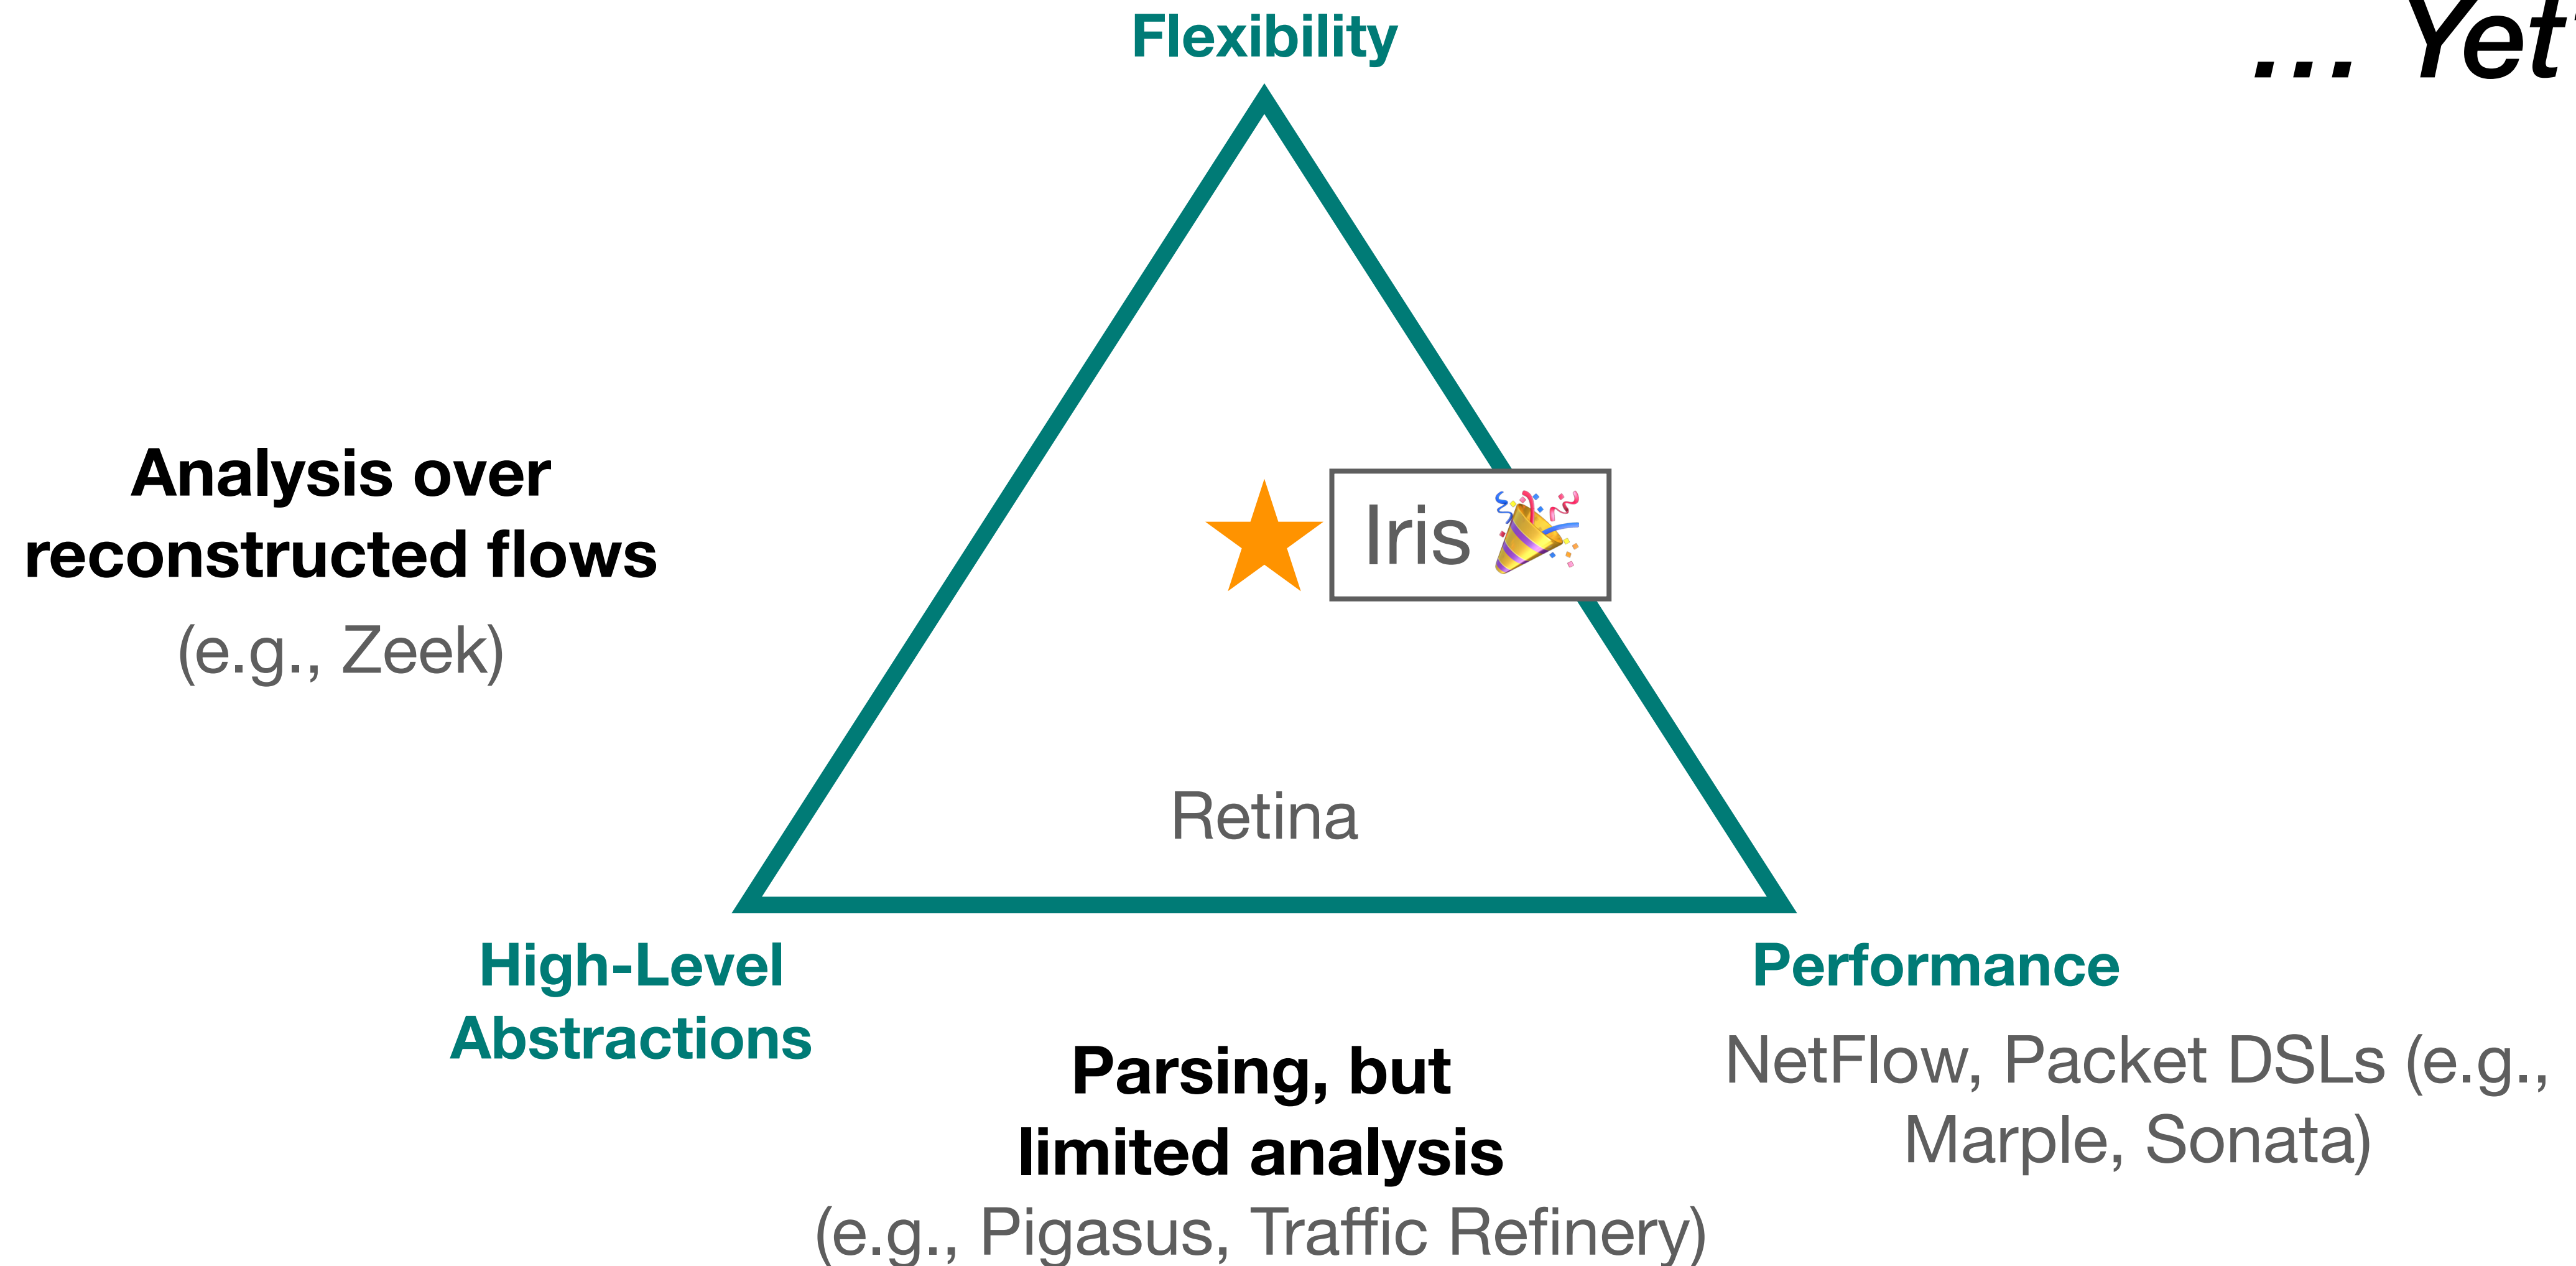 ... Yet
Flexibility
Analysis over
reconstructed flows
(e.g., Zeek)
Iris
Retina
High-Level
Abstractions
Performance
NetFlow, Packet DSLs (e.g.,
Marple, Sonata)
Parsing, but
limited analysis
(e.g., Pigasus, Traffic Refinery)